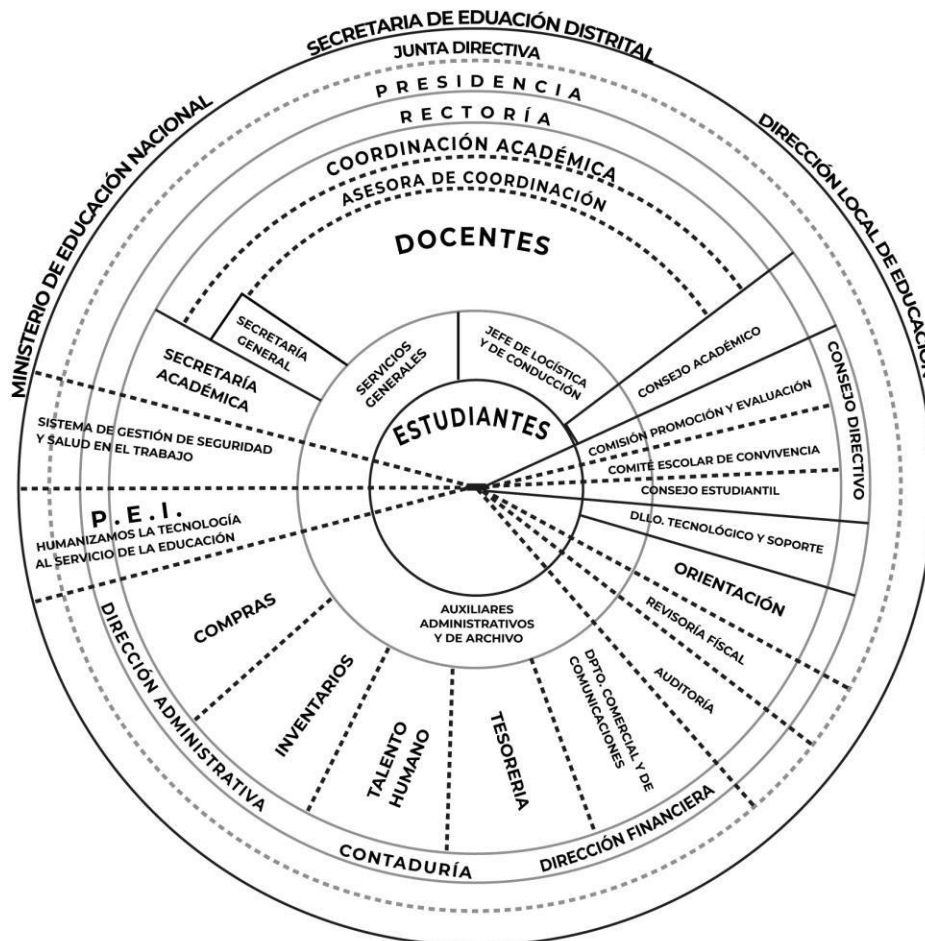 SECRETARIA DE EDUACIÓN DISTRITAL
MINISTERIO DE EDUCACIÓN NACIONAL
DIRECCIÓN LOCAL DE EDUCACIÓN
JUNTA DIRECTIVA
PRESIDENCIA
RECTORÍA
COORDINACIÓN ACADÉMICA
ASESORA DE COORDINACIÓN
DOCENTES
SECRETARÍA
GENERAL
SECRETARÍA
ACADÉMICA
SERVICIOS
GENERALES
JEFE DE LOGÍSTICA
Y DE CONDUCCIÓN
ESTUDIANTES
CONSEJO ACADÉMICO
CONSEJO DIRECTIVO
COMISIÓN PROMOCIÓN Y EVALUACIÓN
COMITÉ ESCOLAR DE CONVIVENCIA
CONSEJO ESTUDIANTIL
DLLO. TECNOLÓGICO Y SOPORTE
ORIENTACIÓN
REVISORÍA FÍSCAL
AUDITORÍA
SISTEMA DE GESTIÓN DE SEGURIDAD
Y SALUD EN EL TRABAJO
P.E.I.
HUMANIZAMOS LA TECNOLOGÍA
AL SERVICIO DE LA EDUCACIÓN
AUXILIARES
ADMINISTRATIVOS
Y DE ARCHIVO
COMPRAS
INVENTARIOS
TALENTO
HUMANO
TESORERIA
DPTO. COMERCIAL Y DE
COMUNICACIONES
DIRECCIÓN ADMINISTRATIVA
CONTADURÍA
DIRECCIÓN FINANCIERA